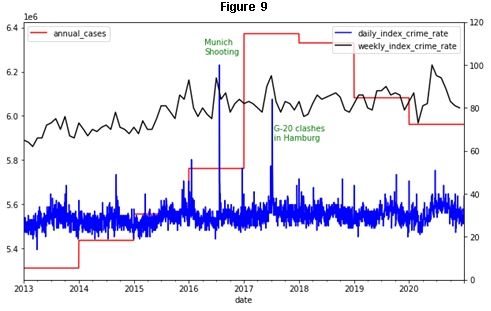 Figure 9
1e6
annual_cases
daily_index_crime_rate
weekly_index_crime_rate
Munich
Shooting
G-20 clashes
in Hamburg
6.4
6.2
6.0
5.8
5.6
5.4
120
100
80
60
40
20
0
2013
2014
2015
2016
2017
2018
2019
2020
date